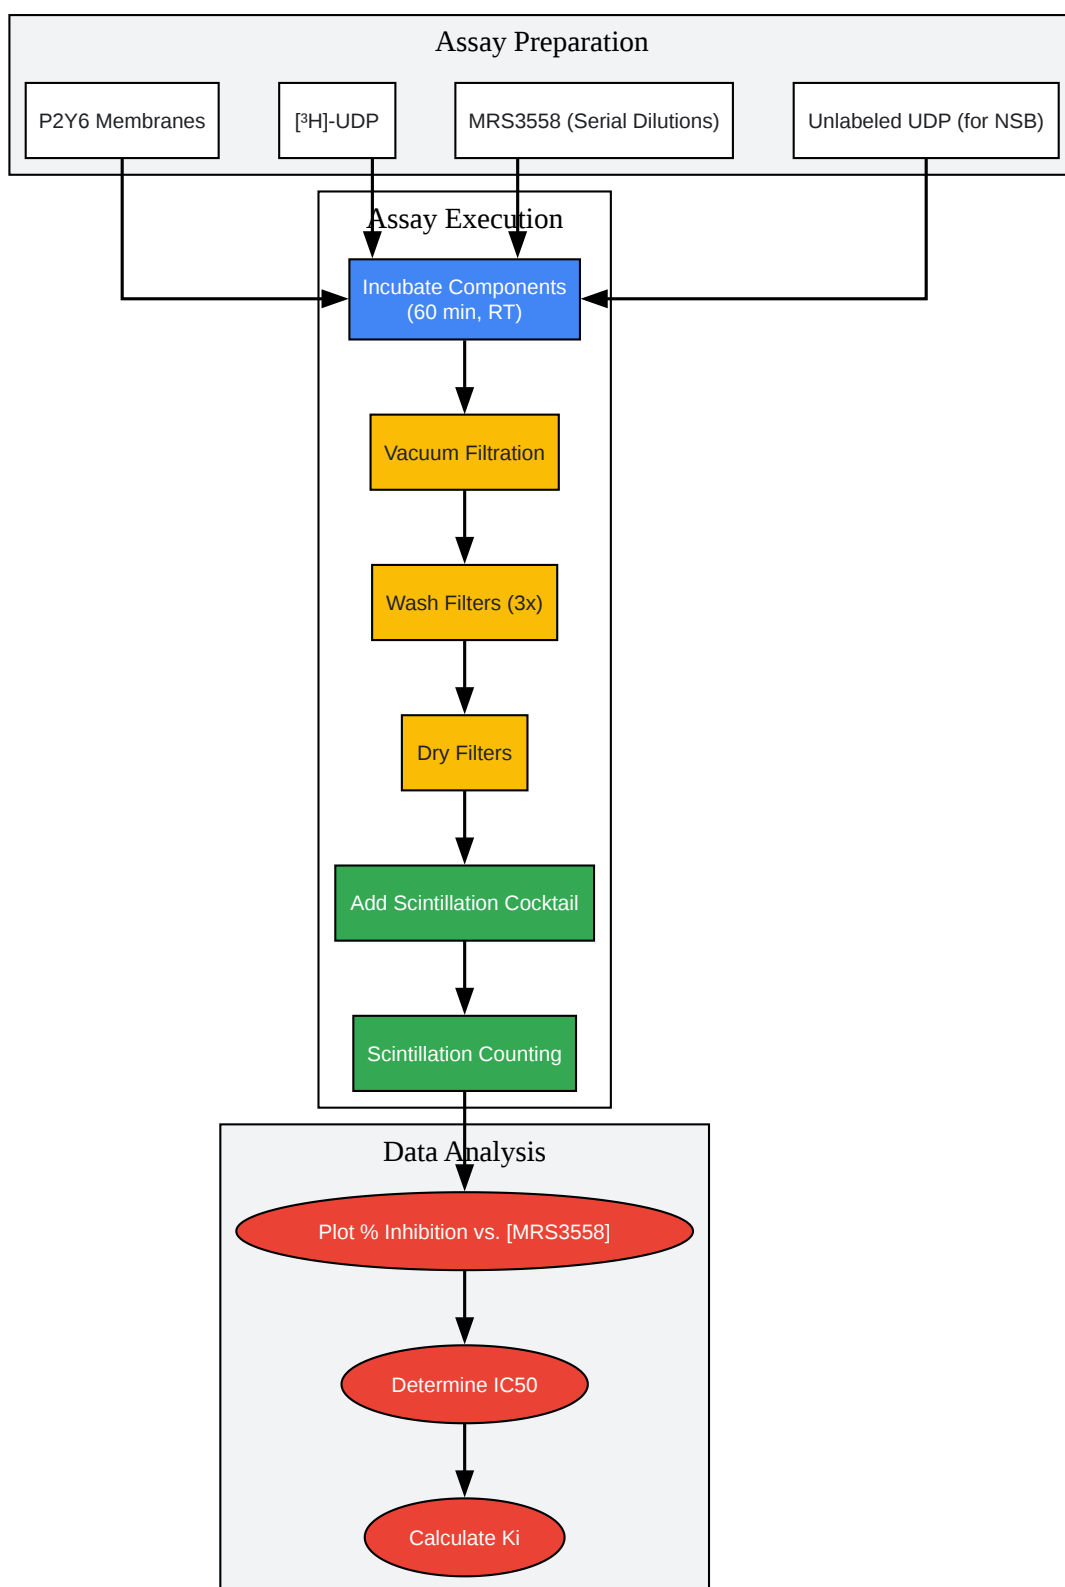 Assay Preparation
P2Y6 Membranes
[³H]-UDP
MRS3558 (Serial Dilutions)
Unlabeled UDP (for NSB)
Assay Execution
Incubate Components
(60 min, RT)
Vacuum Filtration
Wash Filters (3x)
Dry Filters
Add Scintillation Cocktail
Scintillation Counting
Data Analysis
Plot % Inhibition vs. [MRS3558]
Determine IC50
Calculate Ki